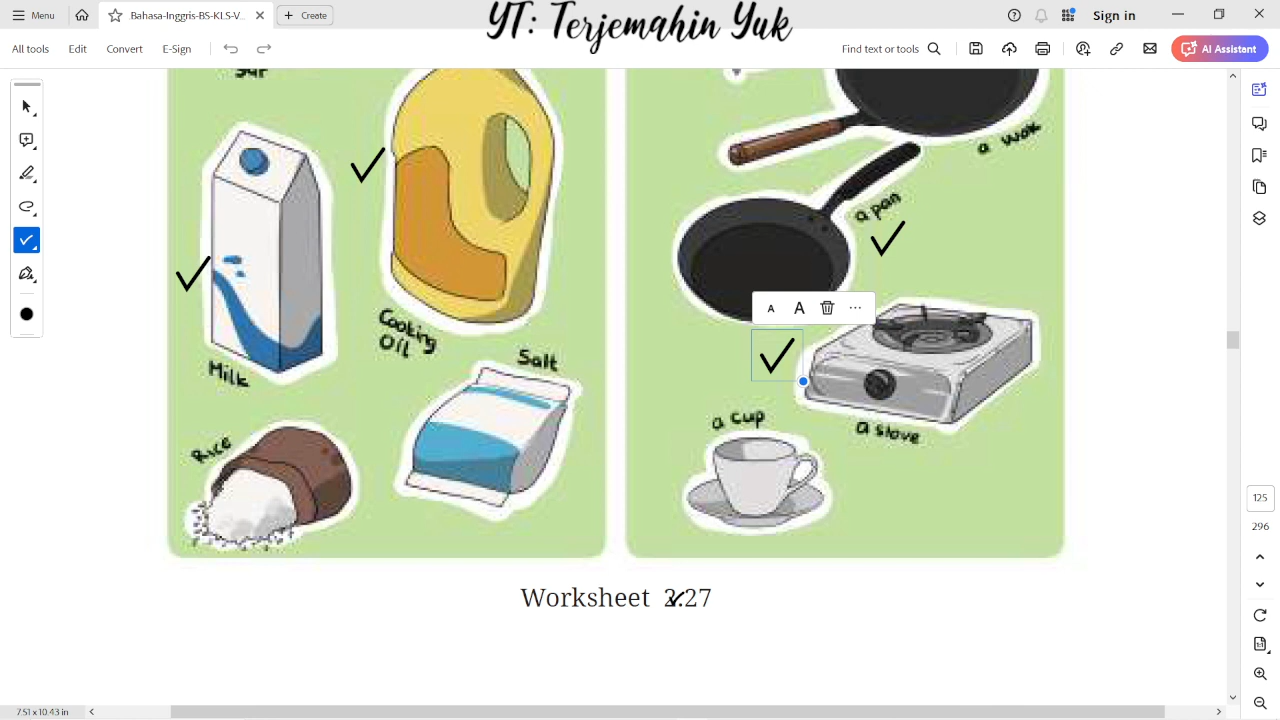 Menu
Bahasa-Inggris-BS-KLS-V...
Create
YT: Terjemahin Yuk
Sign in
All tools
Edit
Convert
E-Sign
Find text or tools
AI Assistant
a wok
a pan
Cooking
Oil
Salt
Milk
a cup
a stove
Rice
Worksheet 2.27
125
296
7.51 x 10.43 in